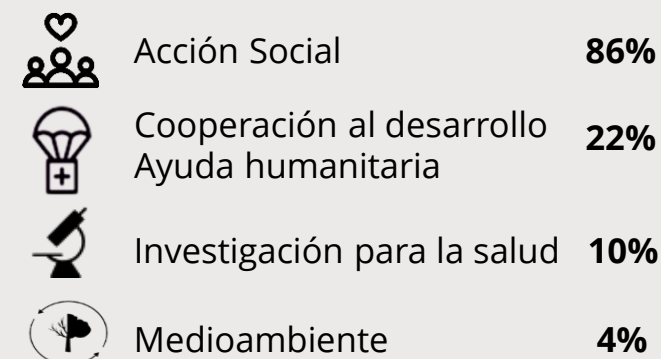 Acción Social 86%
Cooperación al desarrollo
Ayuda humanitaria 22%
Investigación para la salud 10%
Medioambiente 4%